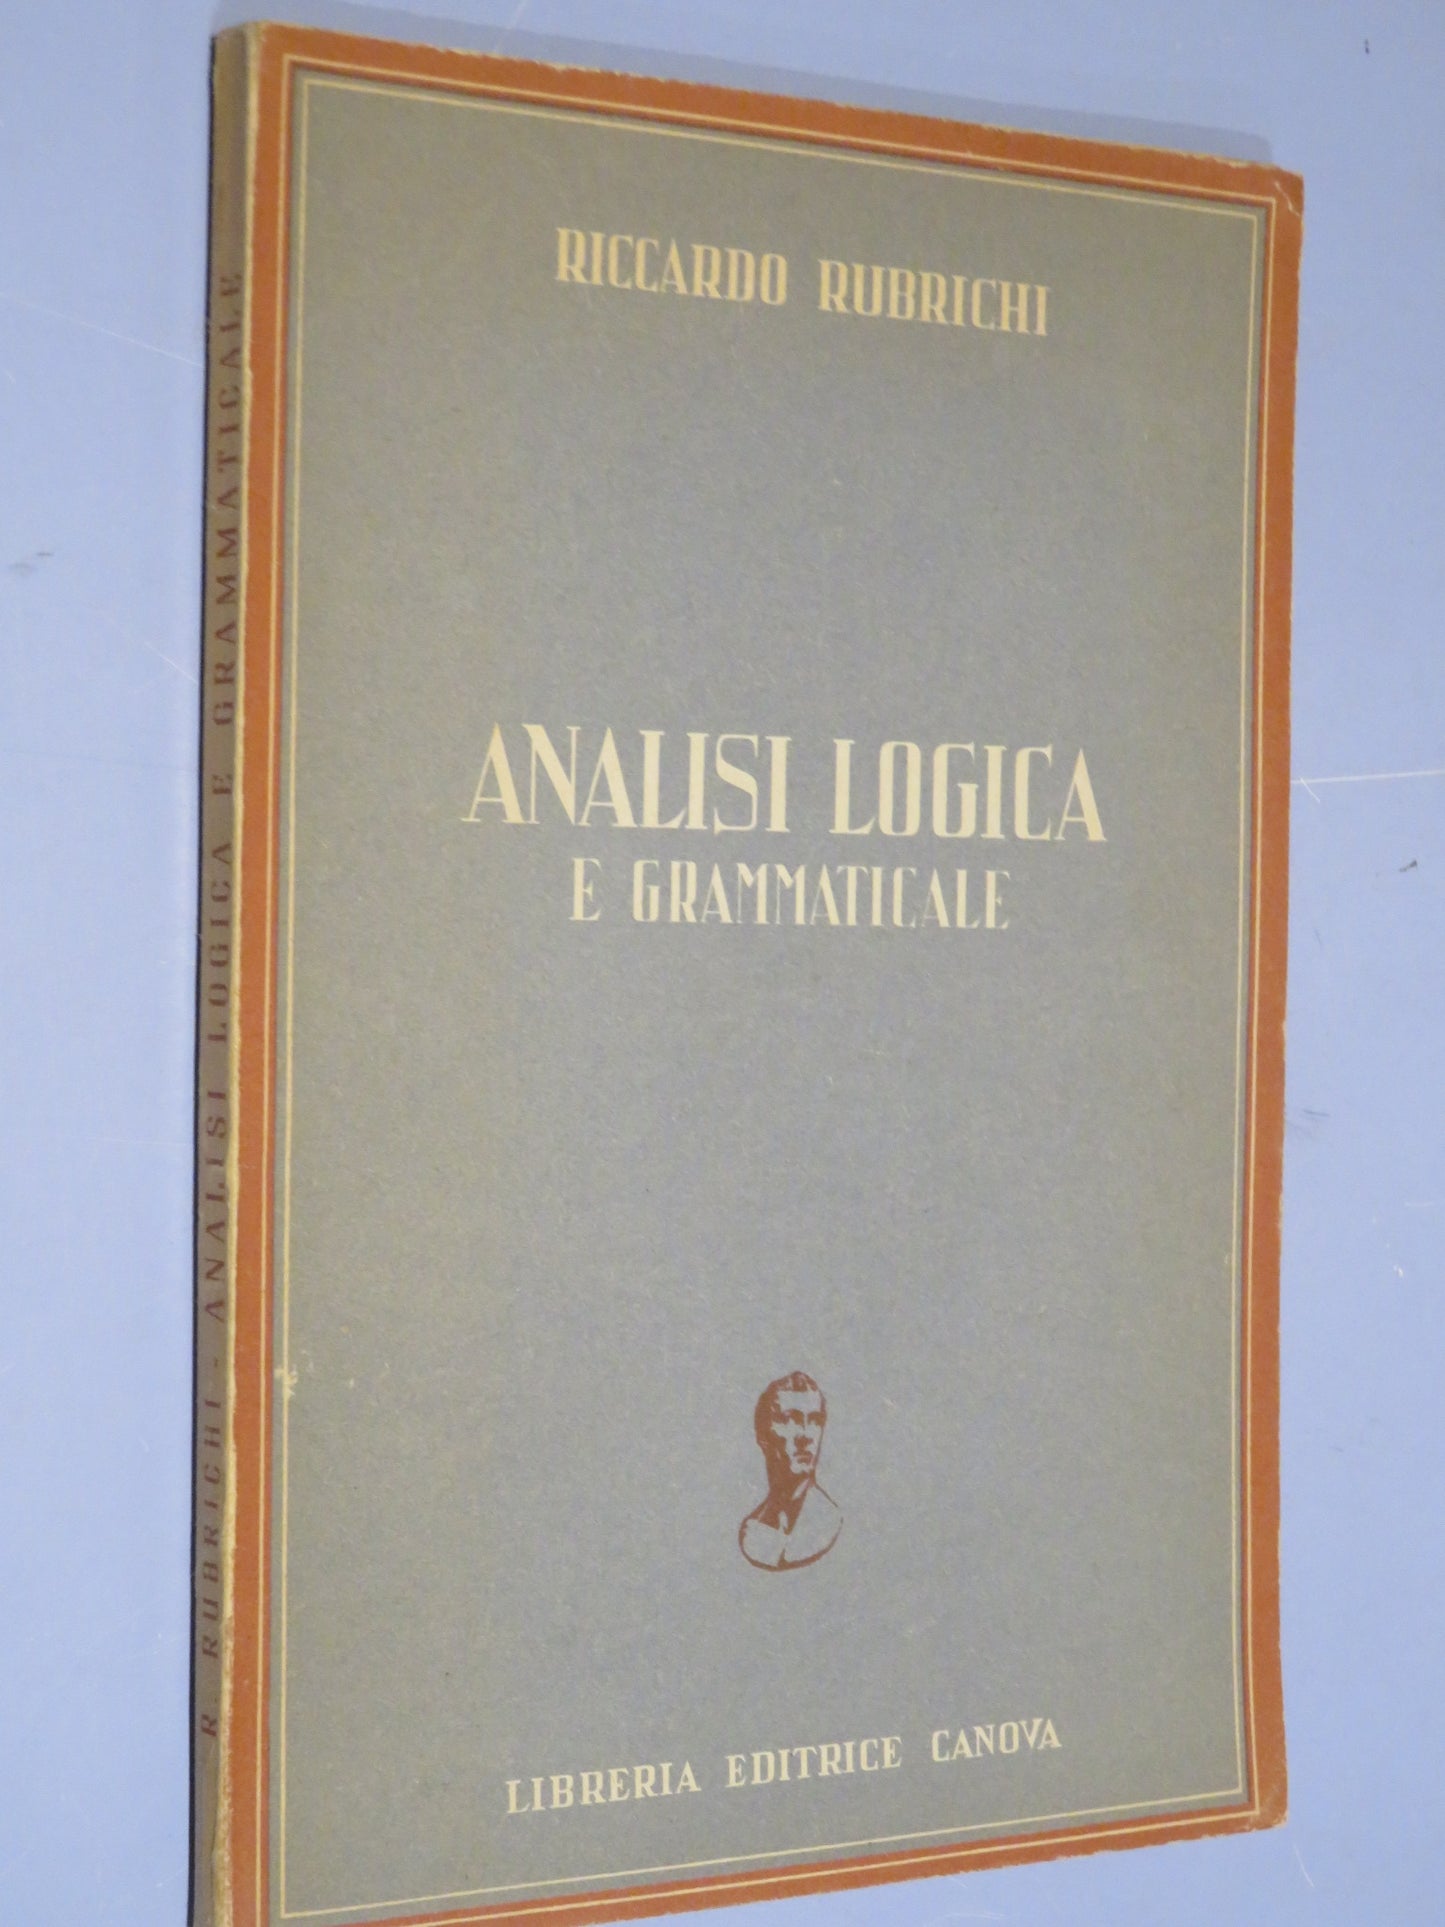 RICCARDO RUBRICHI
ANALISI LOGICA
E GRAMMATICALE
LIBRERIA EDITRICE CANOVA
R. RUBRICHI - ANALISI LOGICA E GRAMMATICALE